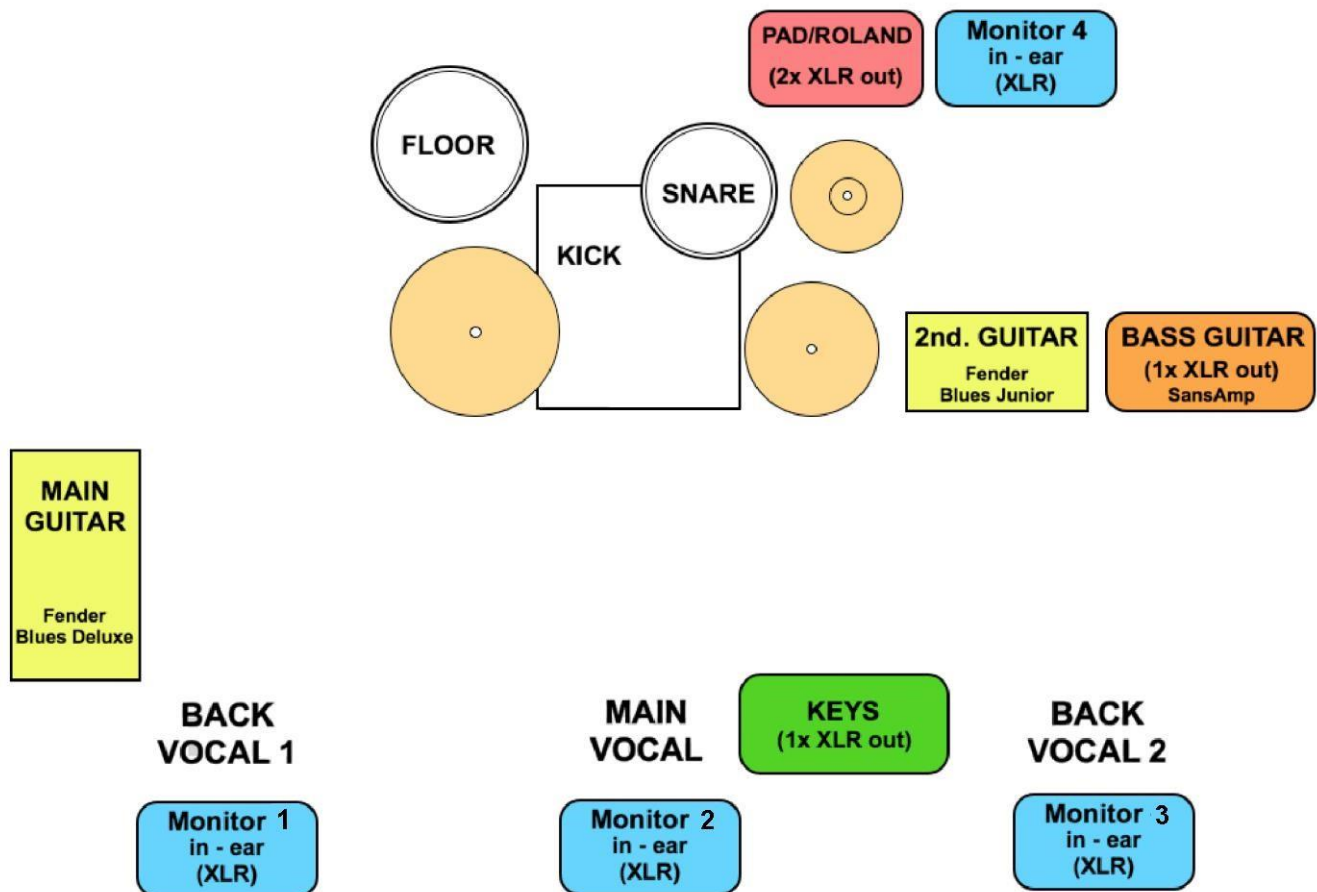 PAD/ROLAND
(2x XLR out)
Monitor 4
in - ear
(XLR)
FLOOR
SNARE
KICK
2nd. GUITAR
Fender
Blues Junior
BASS GUITAR
(1x XLR out)
SansAmp
MAIN
GUITAR
Fender
Blues Deluxe
BACK
VOCAL 1
MAIN
VOCAL
KEYS
(1x XLR out)
BACK
VOCAL 2
Monitor 1
in - ear
(XLR)
Monitor 2
in - ear
(XLR)
Monitor 3
in - ear
(XLR)